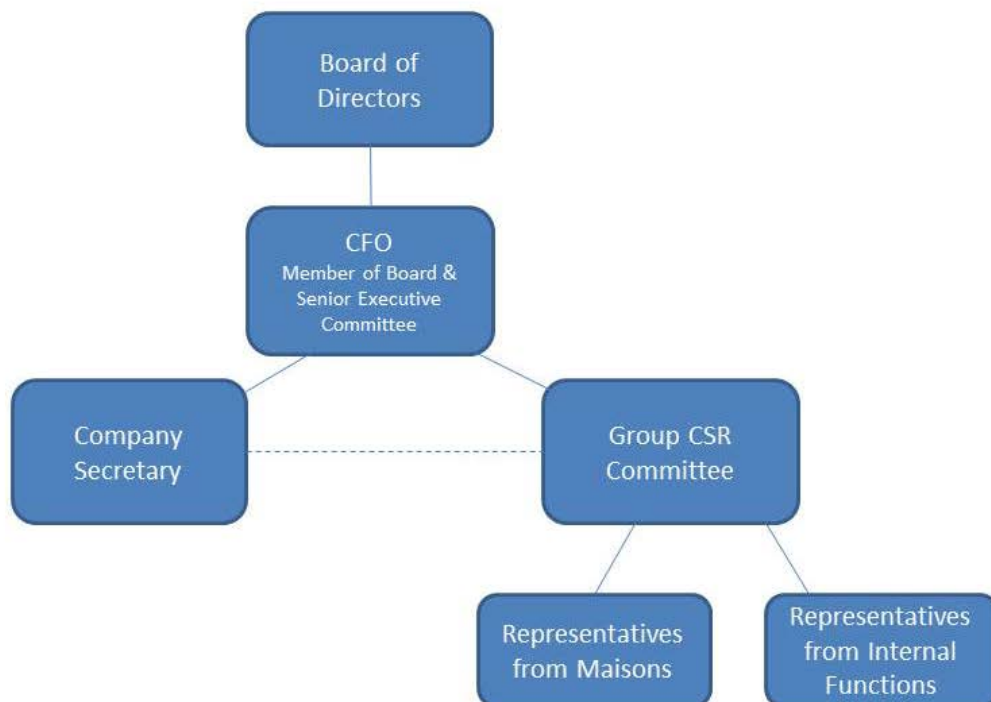 Board of
Directors
CFO
Member of Board &
Senior Executive
Committee
Company
Secretary
Group CSR
Committee
Representatives
from Maisons
Representatives
from Internal
Functions